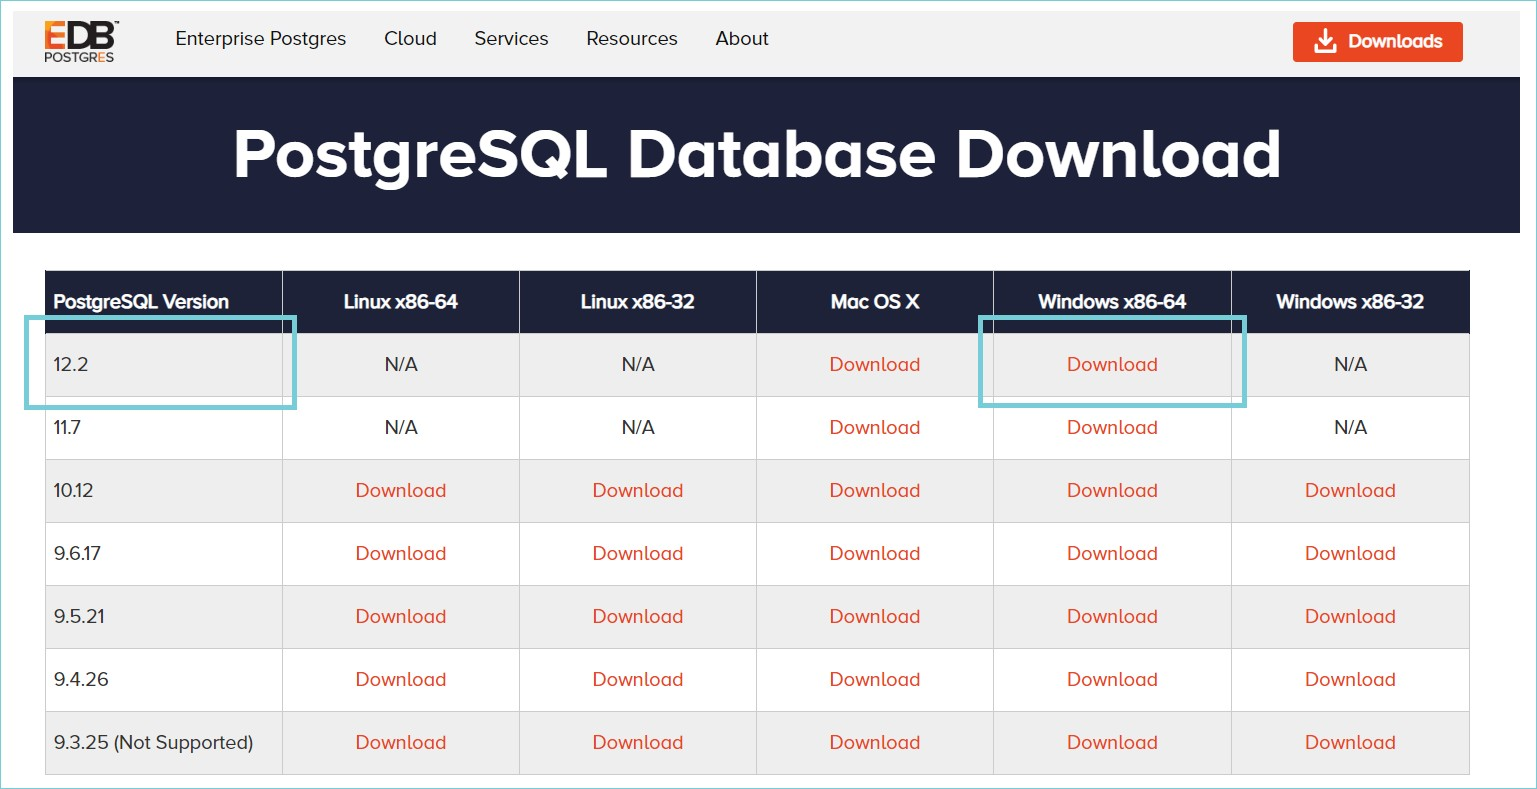 EDB™
POSTGRES
Enterprise Postgres Cloud Services Resources About Downloads
PostgreSQL Database Download
PostgreSQL Version Linux x86-64 Linux x86-32 Mac OS X Windows x86-64 Windows x86-32
12.2 N/A N/A Download Download N/A
11.7 N/A N/A Download Download N/A
10.12 Download Download Download Download Download
9.6.17 Download Download Download Download Download
9.5.21 Download Download Download Download Download
9.4.26 Download Download Download Download Download
9.3.25 (Not Supported) Download Download Download Download Download